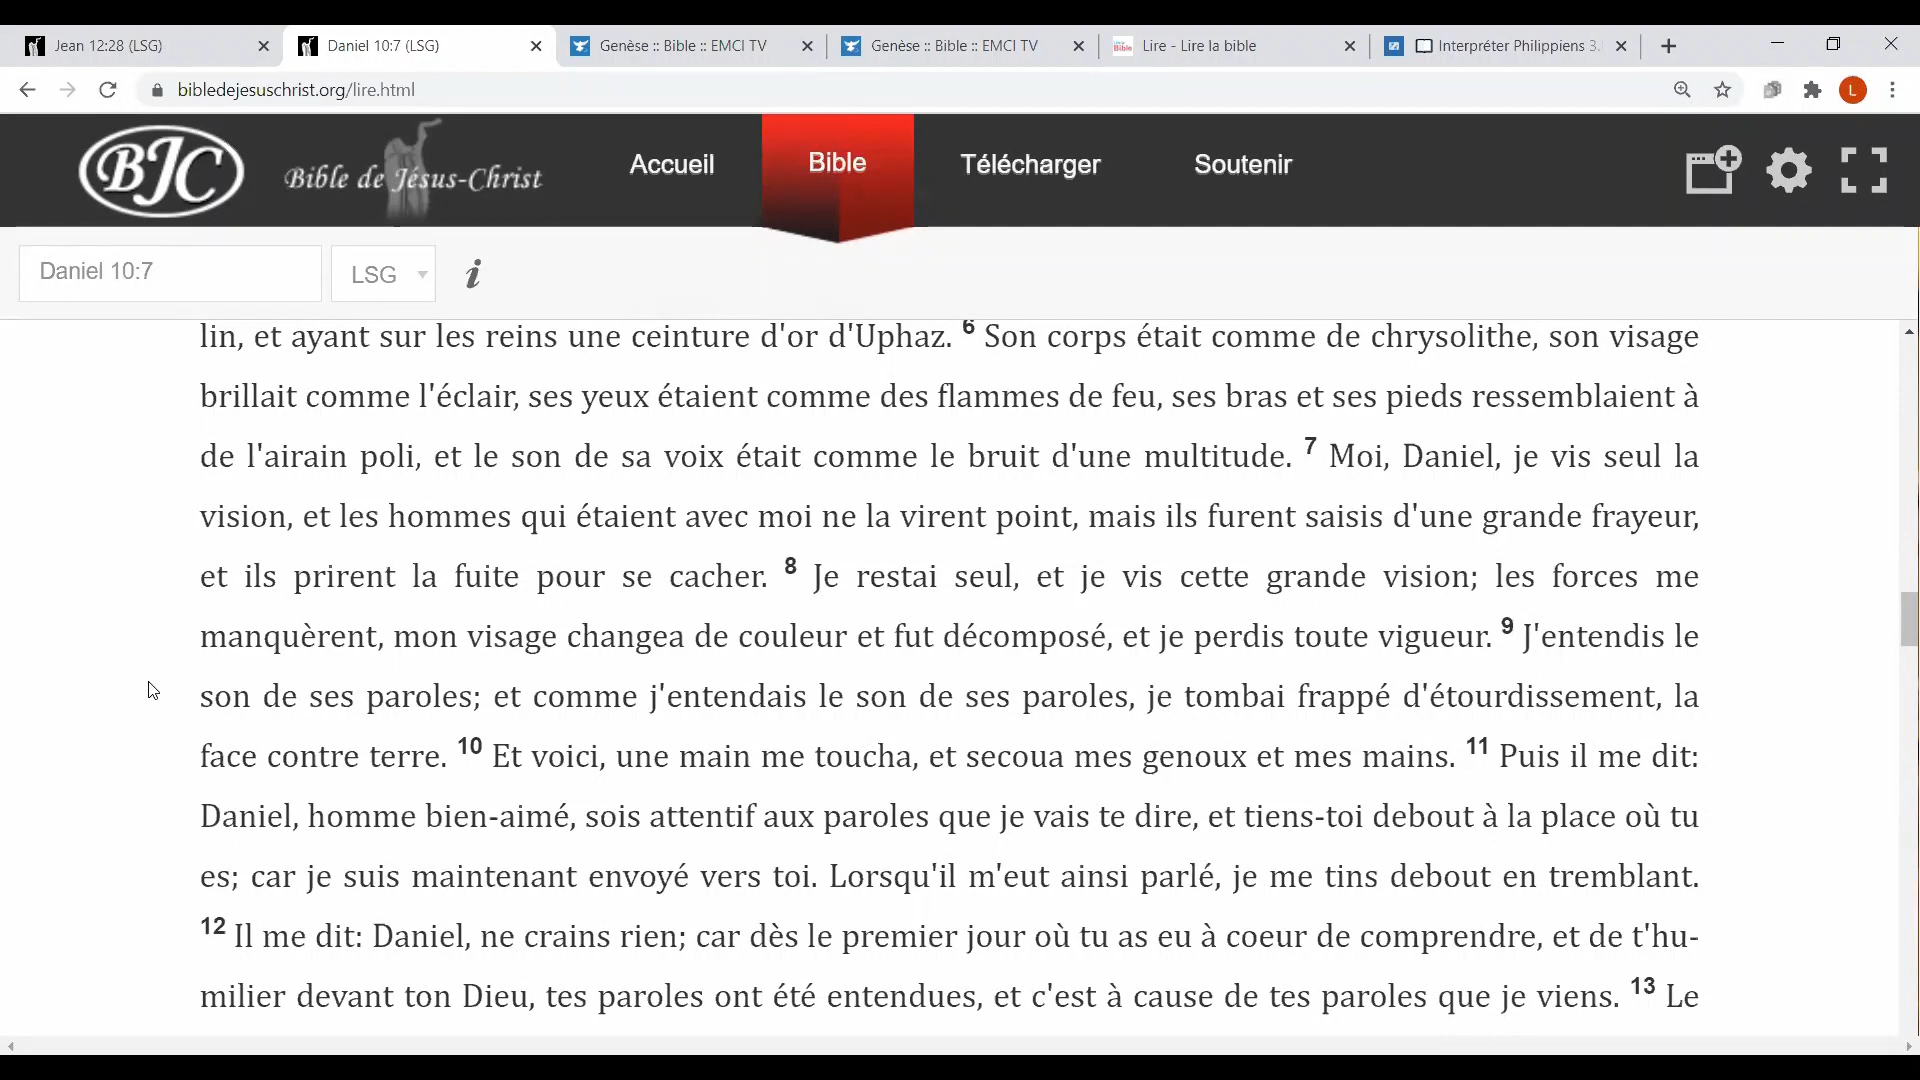 Jean 12:28 (LSG)
Daniel 10:7 (LSG)
Genèse :: Bible :: EMCI TV
Genèse :: Bible :: EMCI TV
Lire - Lire la bible
Interpréter Philippiens 3.
bibledejesuschrist.org/lire.html
L
BJC
Bible de Jésus-Christ
Accueil
Bible
Télécharger
Soutenir
Daniel 10:7
LSG
i
lin, et ayant sur les reins une ceinture d'or d'Uphaz. 6 Son corps était comme de chrysolithe, son visage
brillait comme l'éclair, ses yeux étaient comme des flammes de feu, ses bras et ses pieds ressemblaient à
de l'airain poli, et le son de sa voix était comme le bruit d'une multitude. 7 Moi, Daniel, je vis seul la
vision, et les hommes qui étaient avec moi ne la virent point, mais ils furent saisis d'une grande frayeur,
et ils prirent la fuite pour se cacher. 8 Je restai seul, et je vis cette grande vision; les forces me
manquèrent, mon visage changea de couleur et fut décomposé, et je perdis toute vigueur. 9 J'entendis le
son de ses paroles; et comme j'entendais le son de ses paroles, je tombai frappé d'étourdissement, la
face contre terre. 10 Et voici, une main me toucha, et secoua mes genoux et mes mains. 11 Puis il me dit:
Daniel, homme bien-aimé, sois attentif aux paroles que je vais te dire, et tiens-toi debout à la place où tu
es; car je suis maintenant envoyé vers toi. Lorsqu'il m'eut ainsi parlé, je me tins debout en tremblant.
12 Il me dit: Daniel, ne crains rien; car dès le premier jour où tu as eu à coeur de comprendre, et de t'hu-
milier devant ton Dieu, tes paroles ont été entendues, et c'est à cause de tes paroles que je viens. 13 Le